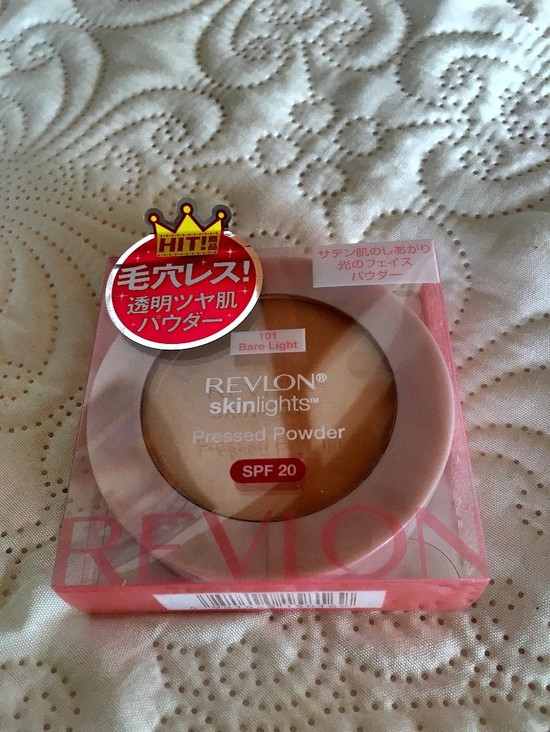 HIT!商品
毛穴レス!
透明ツヤ肌
パウダー
サテン肌のしあがり
光のフェイス
パウダー
101
Bare Light
REVLON®
skinlights™
Pressed Powder
SPF 20
REVLON